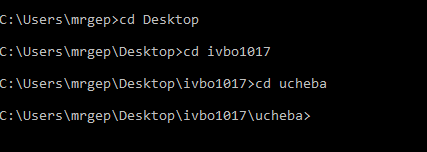 C:\Users\mrgep>cd Desktop
C:\Users\mrgep\Desktop>cd ivbo1017
C:\Users\mrgep\Desktop\ivbo1017>cd ucheba
C:\Users\mrgep\Desktop\ivbo1017\ucheba>